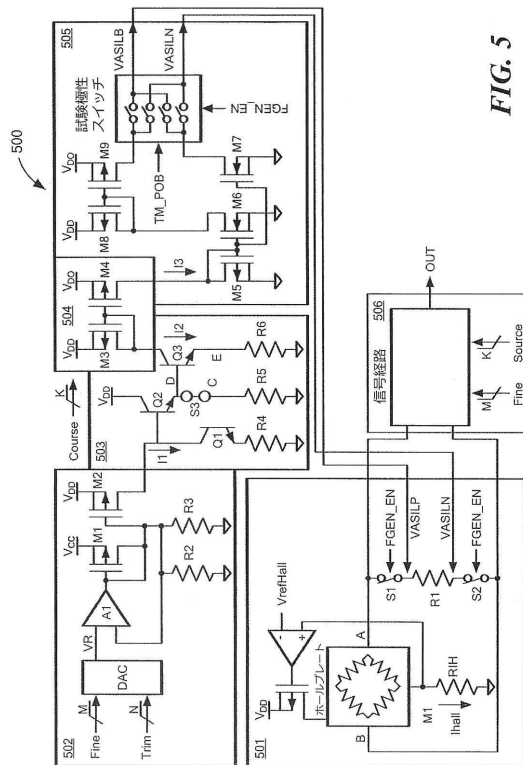 500
502
M
Fine
N
Trim
DAC
VR
A1
VCC
M1
VDD
M2
R2
R3
503
I1
Q1
R4
VDD
Q2
D
S3
C
R5
Q3
I2
E
R6
Course
K
504
VDD
M3
VDD
M4
I3
505
VDD
M8
VDD
M9
M5
M6
M7
試験極性
スイッチ
TM_POB
FGEN_EN
VASILB
VASILN
501
VDD
VrefHall
-
+
ホールプレート
B
A
M1
Ihall
RIH
S1
FGEN_EN
VASILP
R1
VASILN
S2
FGEN_EN
506
信号経路
OUT
M
Fine
K
Source
FIG. 5